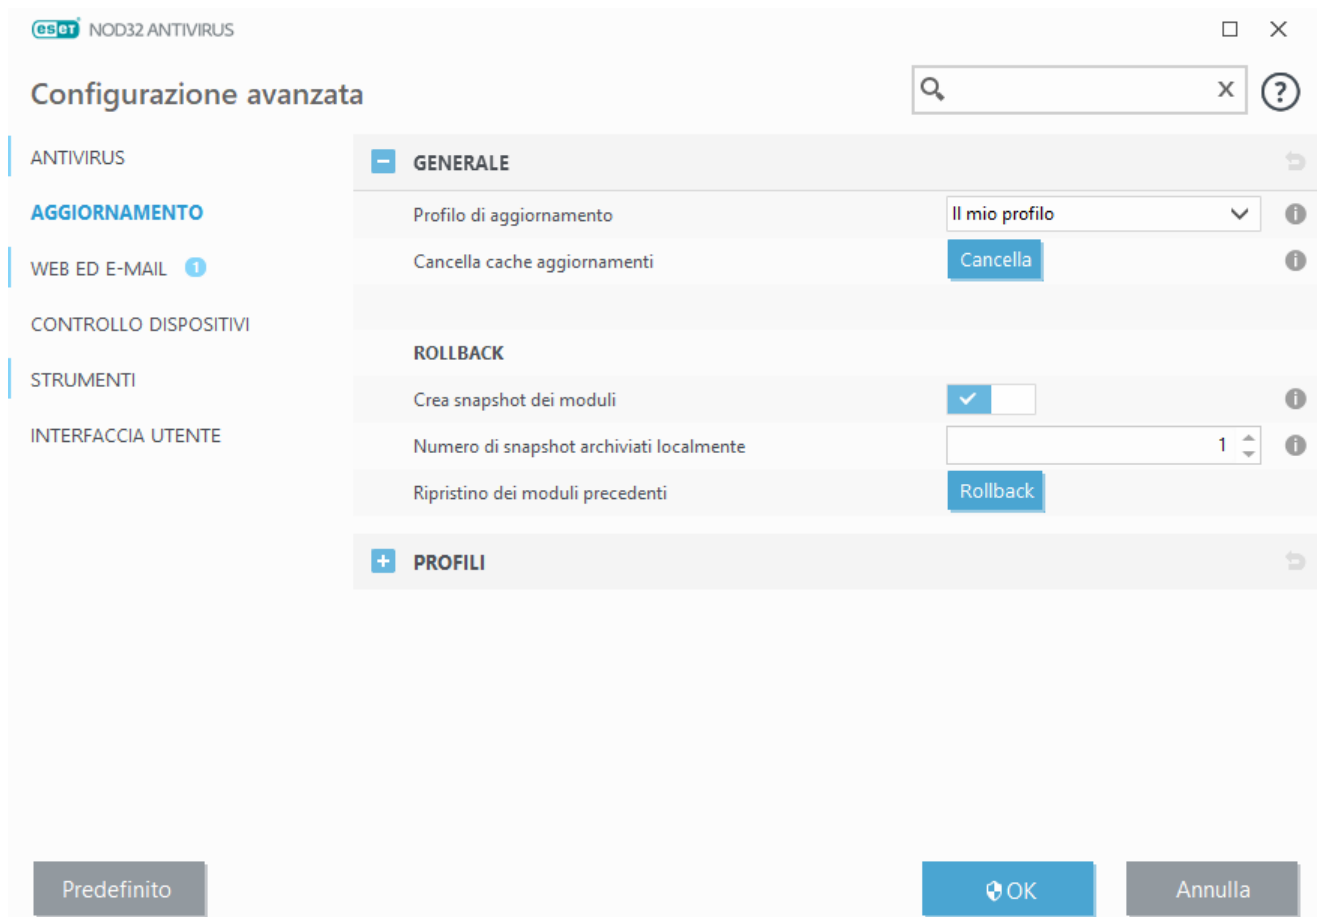 eset NOD32 ANTIVIRUS
Configurazione avanzata
x ?
ANTIVIRUS
AGGIORNAMENTO
WEB ED E-MAIL 1
CONTROLLO DISPOSITIVI
STRUMENTI
INTERFACCIA UTENTE
GENERALE
Profilo di aggiornamento Il mio profilo
Cancella cache aggiornamenti Cancella
ROLLBACK
Crea snapshot dei moduli
Numero di snapshot archiviati localmente 1
Ripristino dei moduli precedenti Rollback
PROFILI
Predefinito OK Annulla